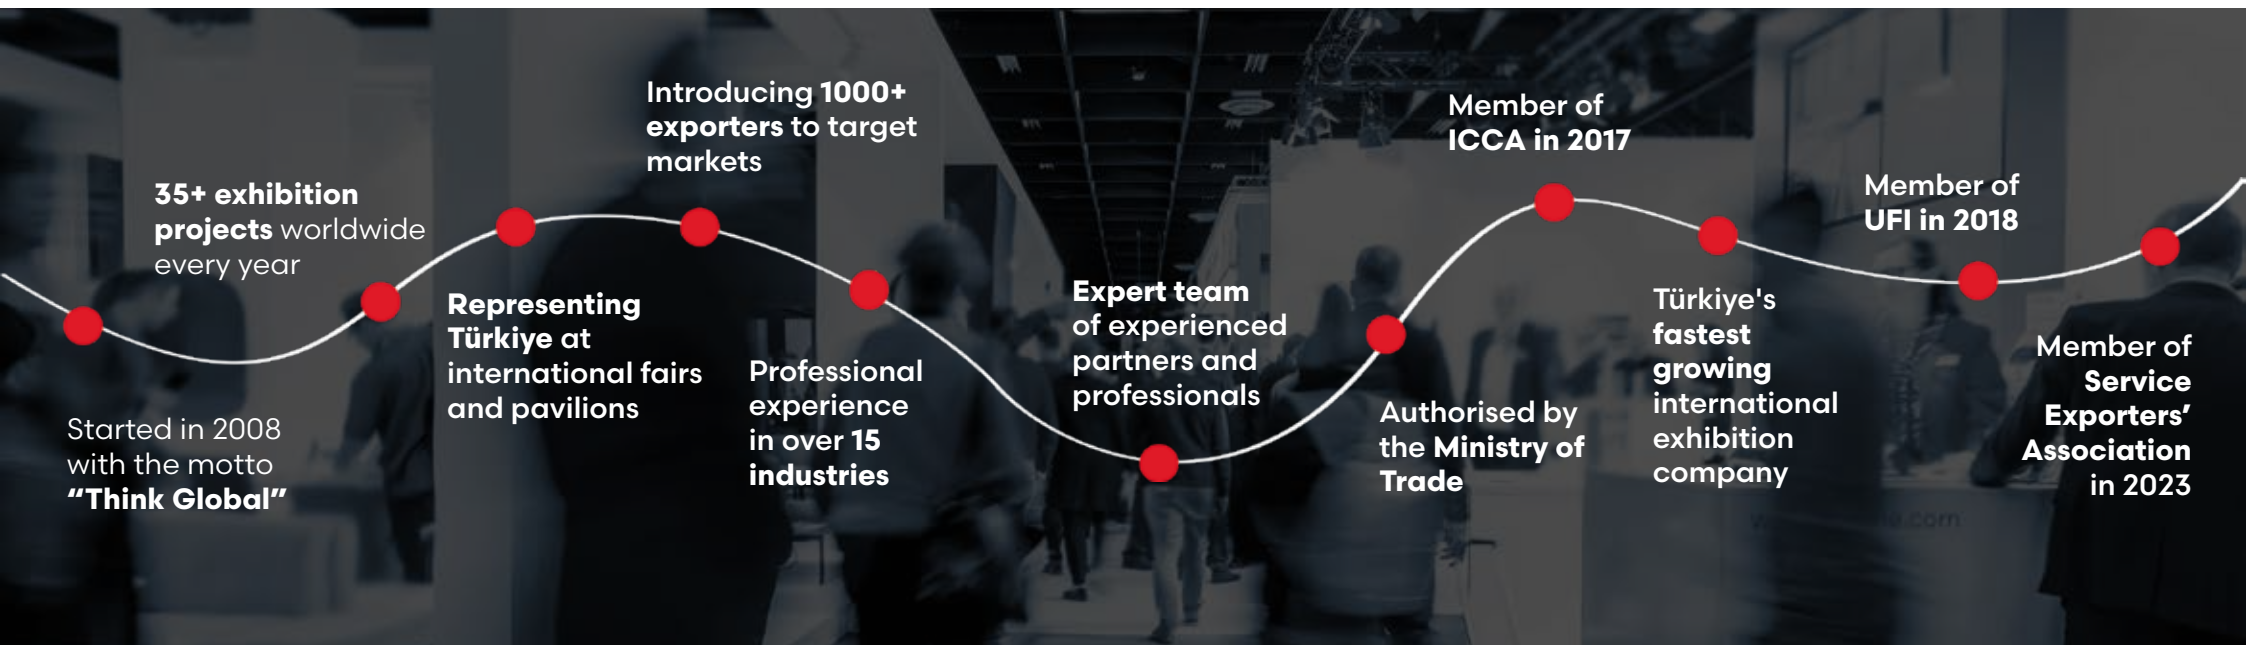 Started in 2008
with the motto
“Think Global”
35+ exhibition
projects worldwide
every year
Representing
Türkiye at
international fairs
and pavilions
Introducing 1000+
exporters to target
markets
Professional
experience
in over 15
industries
Expert team
of experienced
partners and
professionals
Authorised by
the Ministry of
Trade
Member of
ICCA in 2017
Türkiye's
fastest
growing
international
exhibition
company
Member of
UFI in 2018
Member of
Service
Exporters’
Association
in 2023